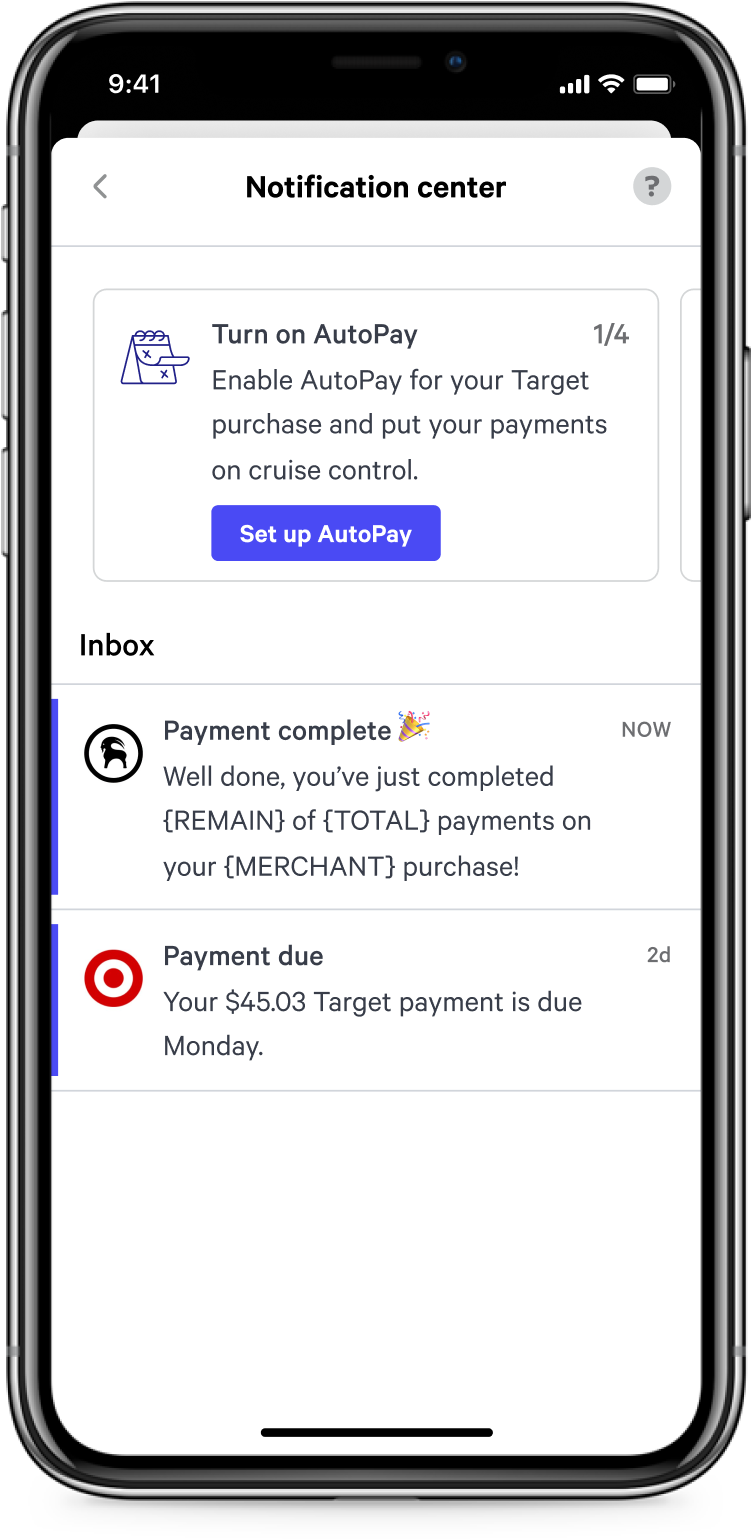 9:41
Notification center
?
Turn on AutoPay
1/4
Enable AutoPay for your Target
purchase and put your payments
on cruise control.
Set up AutoPay
Inbox
Payment complete🎉
NOW
Well done, you’ve just completed
{REMAIN} of {TOTAL} payments on
your {MERCHANT} purchase!
Payment due
2d
Your $45.03 Target payment is due
Monday.